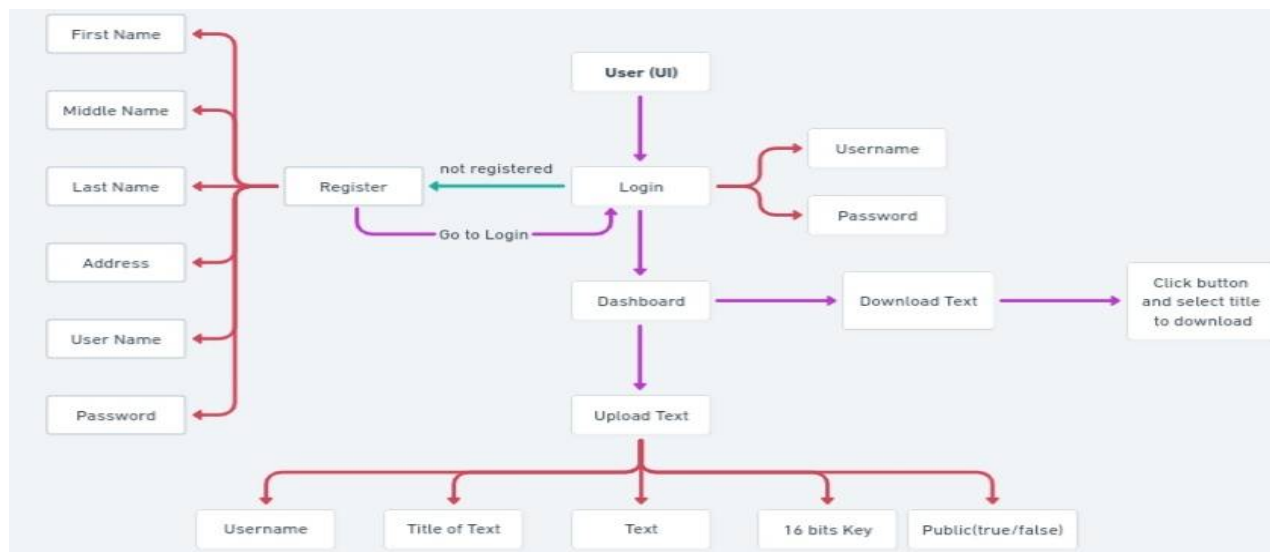 First Name
User (UI)
Middle Name
Username
not registered
Last Name
Register
Login
Password
Go to Login
Address
Dashboard
Download Text
Click button
and select title
to download
User Name
Password
Upload Text
Username
Title of Text
Text
16 bits Key
Public(true/false)